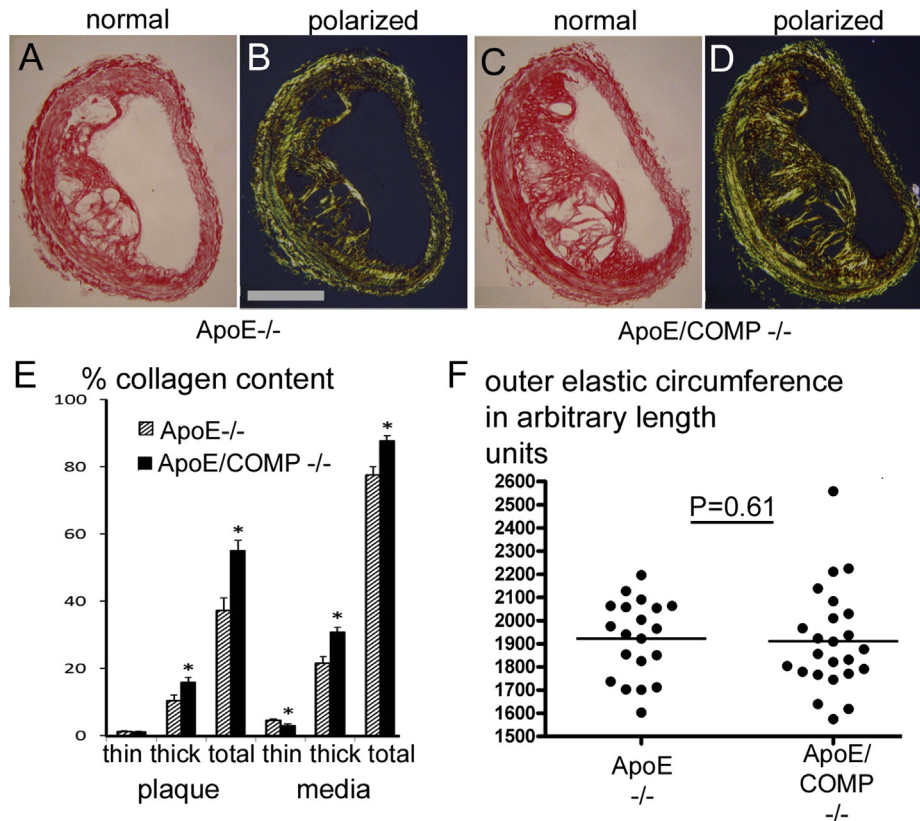 normal
polarized
normal
polarized
A
B
C
D
ApoE-/-
ApoE/COMP -/-
E
% collagen content
100
80
60
40
20
0
ApoE-/-
ApoE/COMP -/-
*
*
*
*
*
thin thick total thin thick total
plaque
media
F
outer elastic circumference
in arbitrary length
units
2600
2500
2400
2300
2200
2100
2000
1900
1800
1700
1600
1500
P=0.61
ApoE
-/-
ApoE/
COMP
-/-